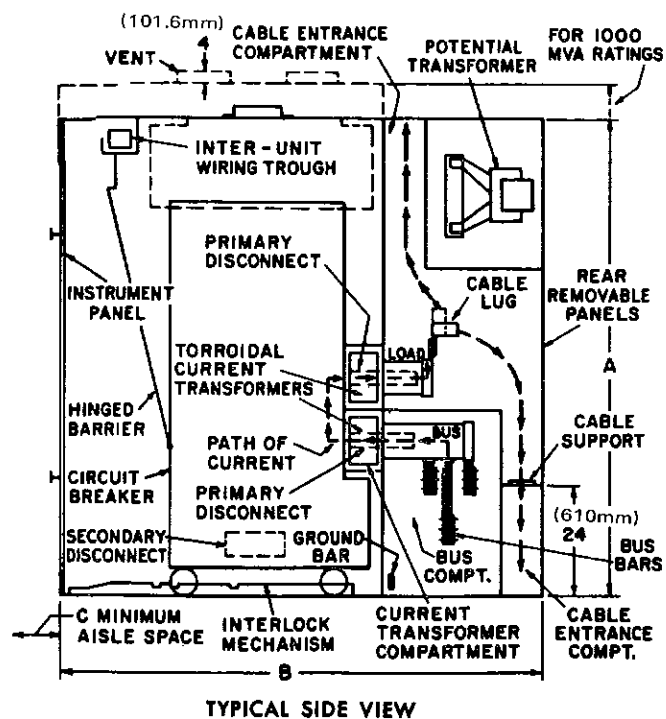 (101.6mm)
4
VENT
CABLE ENTRANCE
COMPARTMENT
POTENTIAL
TRANSFORMER
FOR 1000
MVA RATINGS
INTER-UNIT
WIRING TROUGH
PRIMARY
DISCONNECT
INSTRUMENT
PANEL
CABLE
LUG
REAR
REMOVABLE
PANELS
A
LOAD
TORROIDAL
CURRENT
TRANSFORMERS
HINGED
BARRIER
PATH OF
CURRENT
BUS
CABLE
SUPPORT
CIRCUIT
BREAKER
PRIMARY
DISCONNECT
SECONDARY
DISCONNECT
GROUND
BAR
BUS
COMPT.
(610mm)
24
BUS
BARS
C MINIMUM
AISLE SPACE
INTERLOCK
MECHANISM
CURRENT
TRANSFORMER
COMPARTMENT
CABLE
ENTRANCE
COMPT.
B
TYPICAL SIDE VIEW